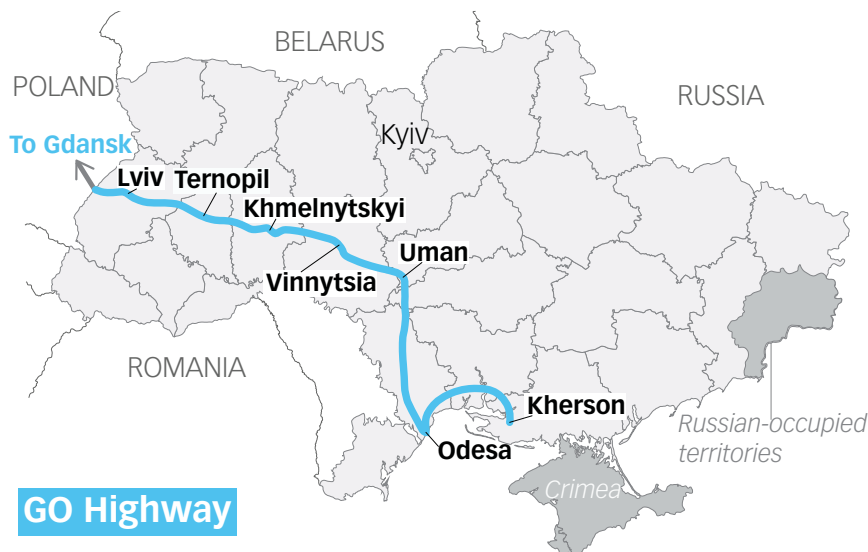 BELARUS
POLAND
RUSSIA
Kyiv
To Gdansk
Lviv
Ternopil
Khmelnytskyi
Uman
Vinnytsia
ROMANIA
Kherson
Russian-occupied
territories
Odesa
Crimea
GO Highway